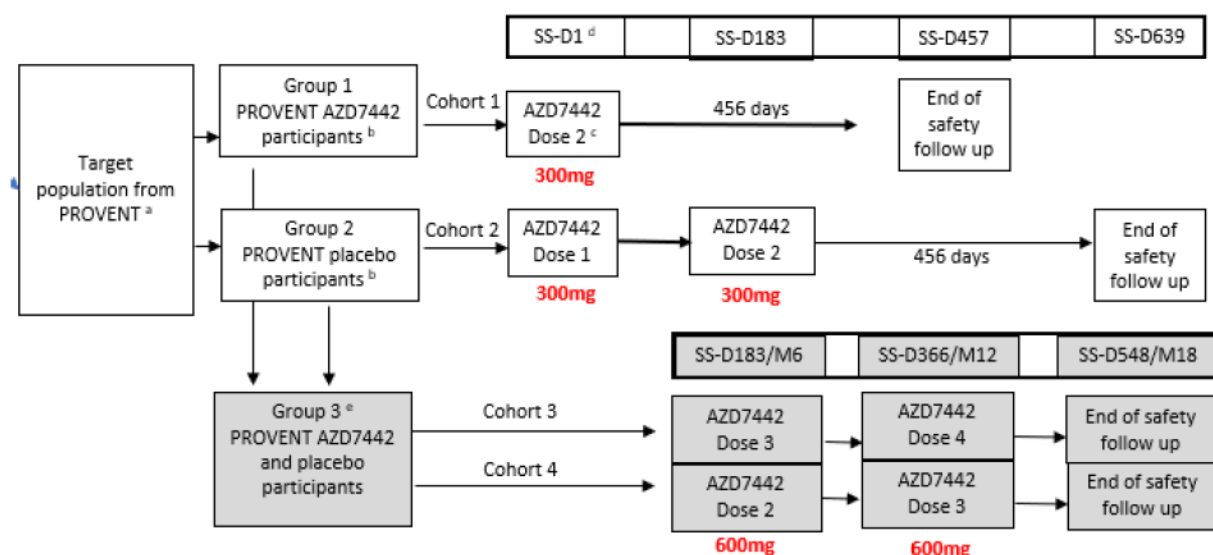 SS-D1 d
SS-D183
SS-D457
SS-D639
Target
population from
PROVENT a
Group 1
PROVENT AZD7442
participants b
Cohort 1
AZD7442
Dose 2 c
300mg
456 days
End of
safety
follow up
Group 2
PROVENT placebo
participants b
Cohort 2
AZD7442
Dose 1
300mg
AZD7442
Dose 2
300mg
456 days
End of
safety
follow up
SS-D183/M6
SS-D366/M12
SS-D548/M18
Group 3 e
PROVENT AZD7442
and placebo
participants
Cohort 3
AZD7442
Dose 3
AZD7442
Dose 4
End of safety
follow up
Cohort 4
AZD7442
Dose 2
AZD7442
Dose 3
End of safety
follow up
600mg
600mg